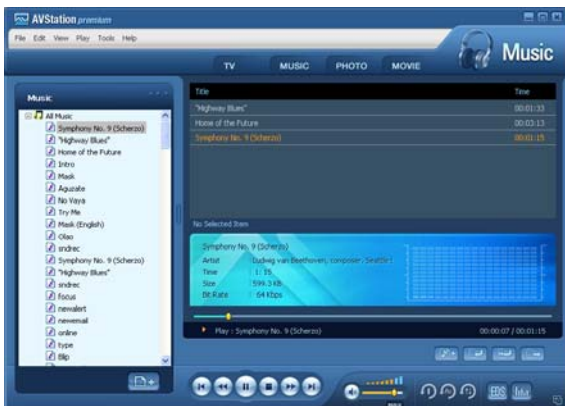 AVStation premium
File Edit View Play Tools Help
Music
TV MUSIC PHOTO MOVIE
Music
All Music
Symphony No. 9 (Scherzo)
"Highway Blues"
Home of the Future
Intro
Mask
Aguzate
No Vaya
Try Me
Mask (English)
Olao
sndrec
Symphony No. 9 (Scherzo)
"Highway Blues"
sndrec
focus
newalert
newemail
online
type
Blip
Title Time
"Highway Blues" 00:01:33
Home of the Future 00:03:13
Symphony No. 9 (Scherzo) 00:01:15
No Selected Item
Symphony No. 9 (Scherzo)
Artist : Ludwig van Beethoven, composer. Seattle
Time : 1: 15
Size : 599.3 KB
Bit Rate : 64 Kbps
Play : Symphony No. 9 (Scherzo) 00:00:07 / 00:01:15
EDS